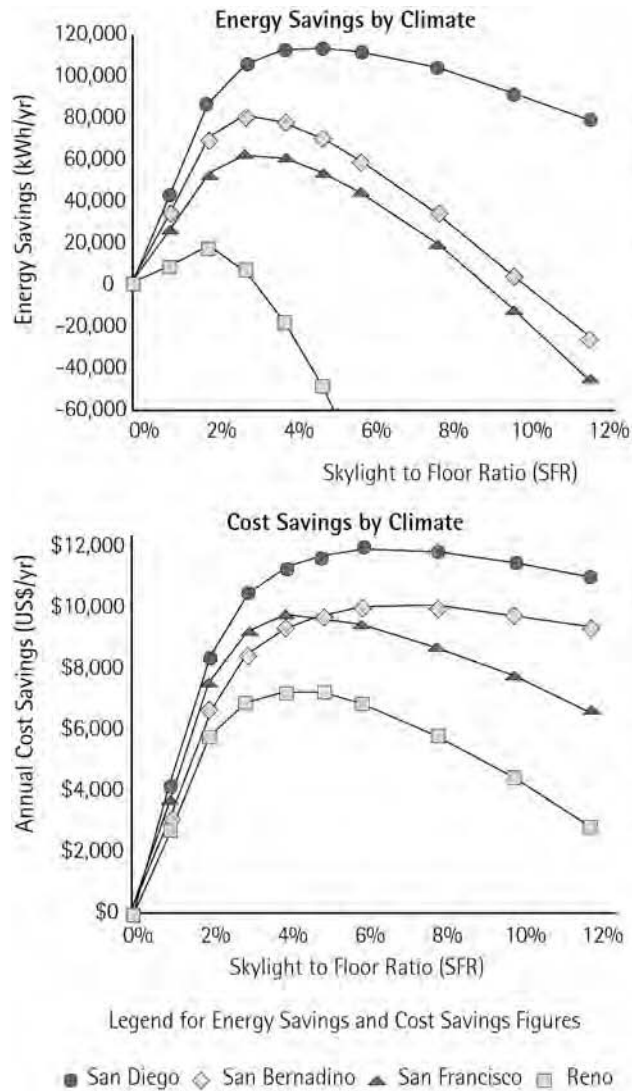 Energy Savings by Climate
Energy Savings (kWh/yr)
120,000
100,000
80,000
60,000
40,000
20,000
0
−20,000
−40,000
−60,000
0% 2% 4% 6% 8% 10% 12%
Skylight to Floor Ratio (SFR)
Cost Savings by Climate
Annual Cost Savings (US$/yr)
$12,000
$10,000
$8,000
$6,000
$4,000
$2,000
$0
0% 2% 4% 6% 8% 10% 12%
Skylight to Floor Ratio (SFR)
Legend for Energy Savings and Cost Savings Figures
San Diego San Bernadino San Francisco Reno